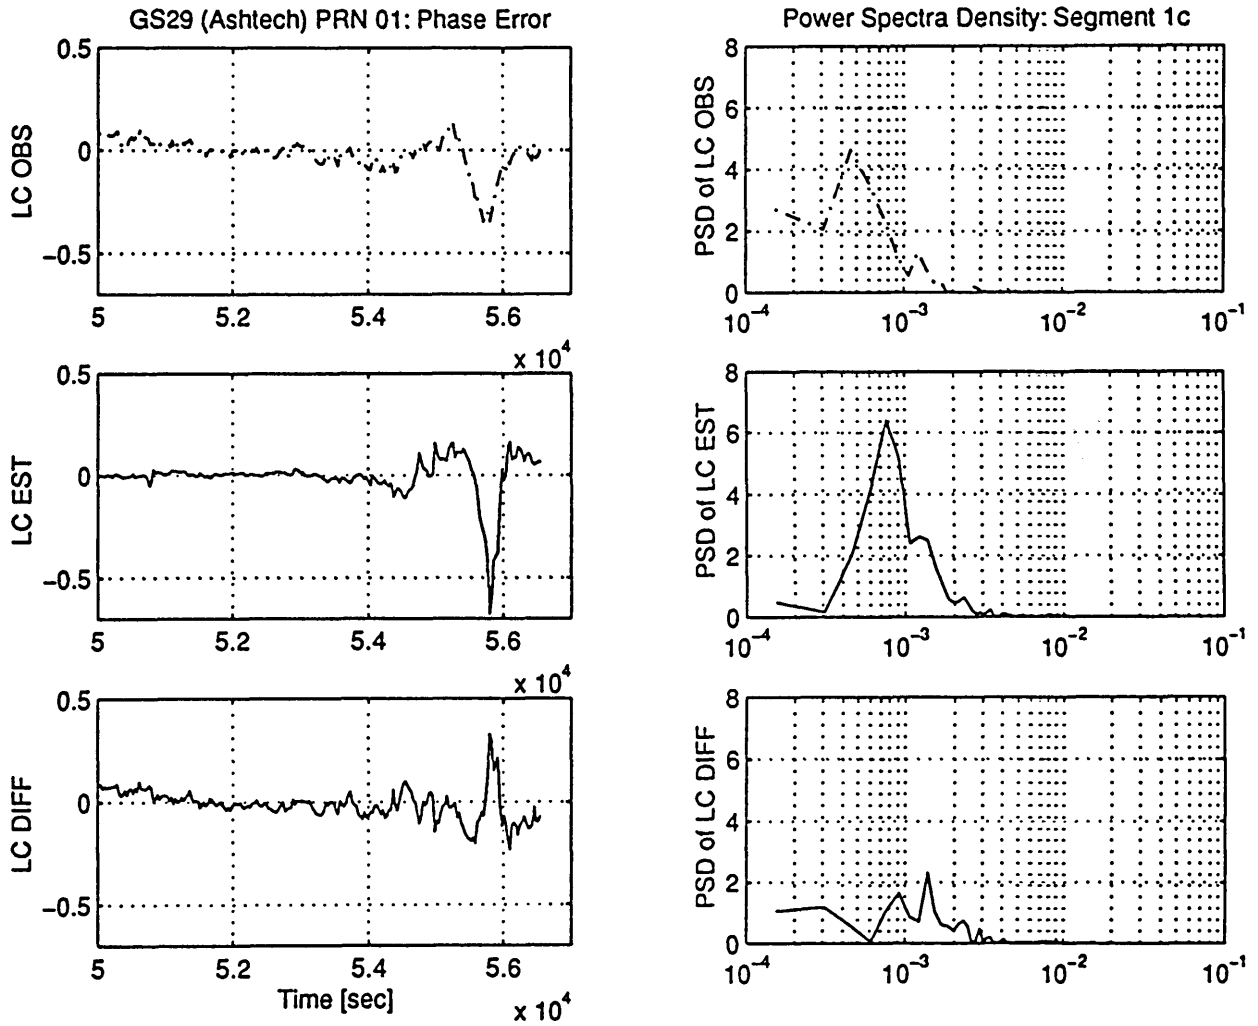 GS29 (Ashtech) PRN 01: Phase Error
0.5
0
−0.5
LC OBS
5 5.2 5.4 5.6
x 10^4
0.5
0
−0.5
LC EST
5 5.2 5.4 5.6
x 10^4
0.5
0
−0.5
LC DIFF
5 5.2 5.4 5.6
Time [sec]
x 10^4
Power Spectra Density: Segment 1c
8
6
4
2
0
PSD of LC OBS
10^−4 10^−3 10^−2 10^−1
8
6
4
2
0
PSD of LC EST
10^−4 10^−3 10^−2 10^−1
8
6
4
2
0
PSD of LC DIFF
10^−4 10^−3 10^−2 10^−1